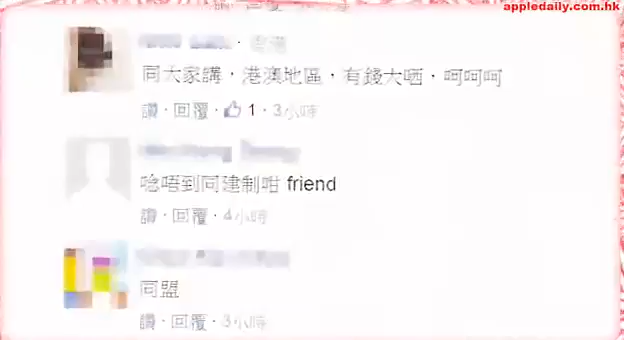 appledaily.com.hk
同大家講，港澳地區，有錢大晒，呵呵呵
讚 · 回覆 · 1 · 3小時
唸唔到同建制咁 friend
讚 · 回覆 · 4小時
同盟
讚 · 回覆 · 3小時